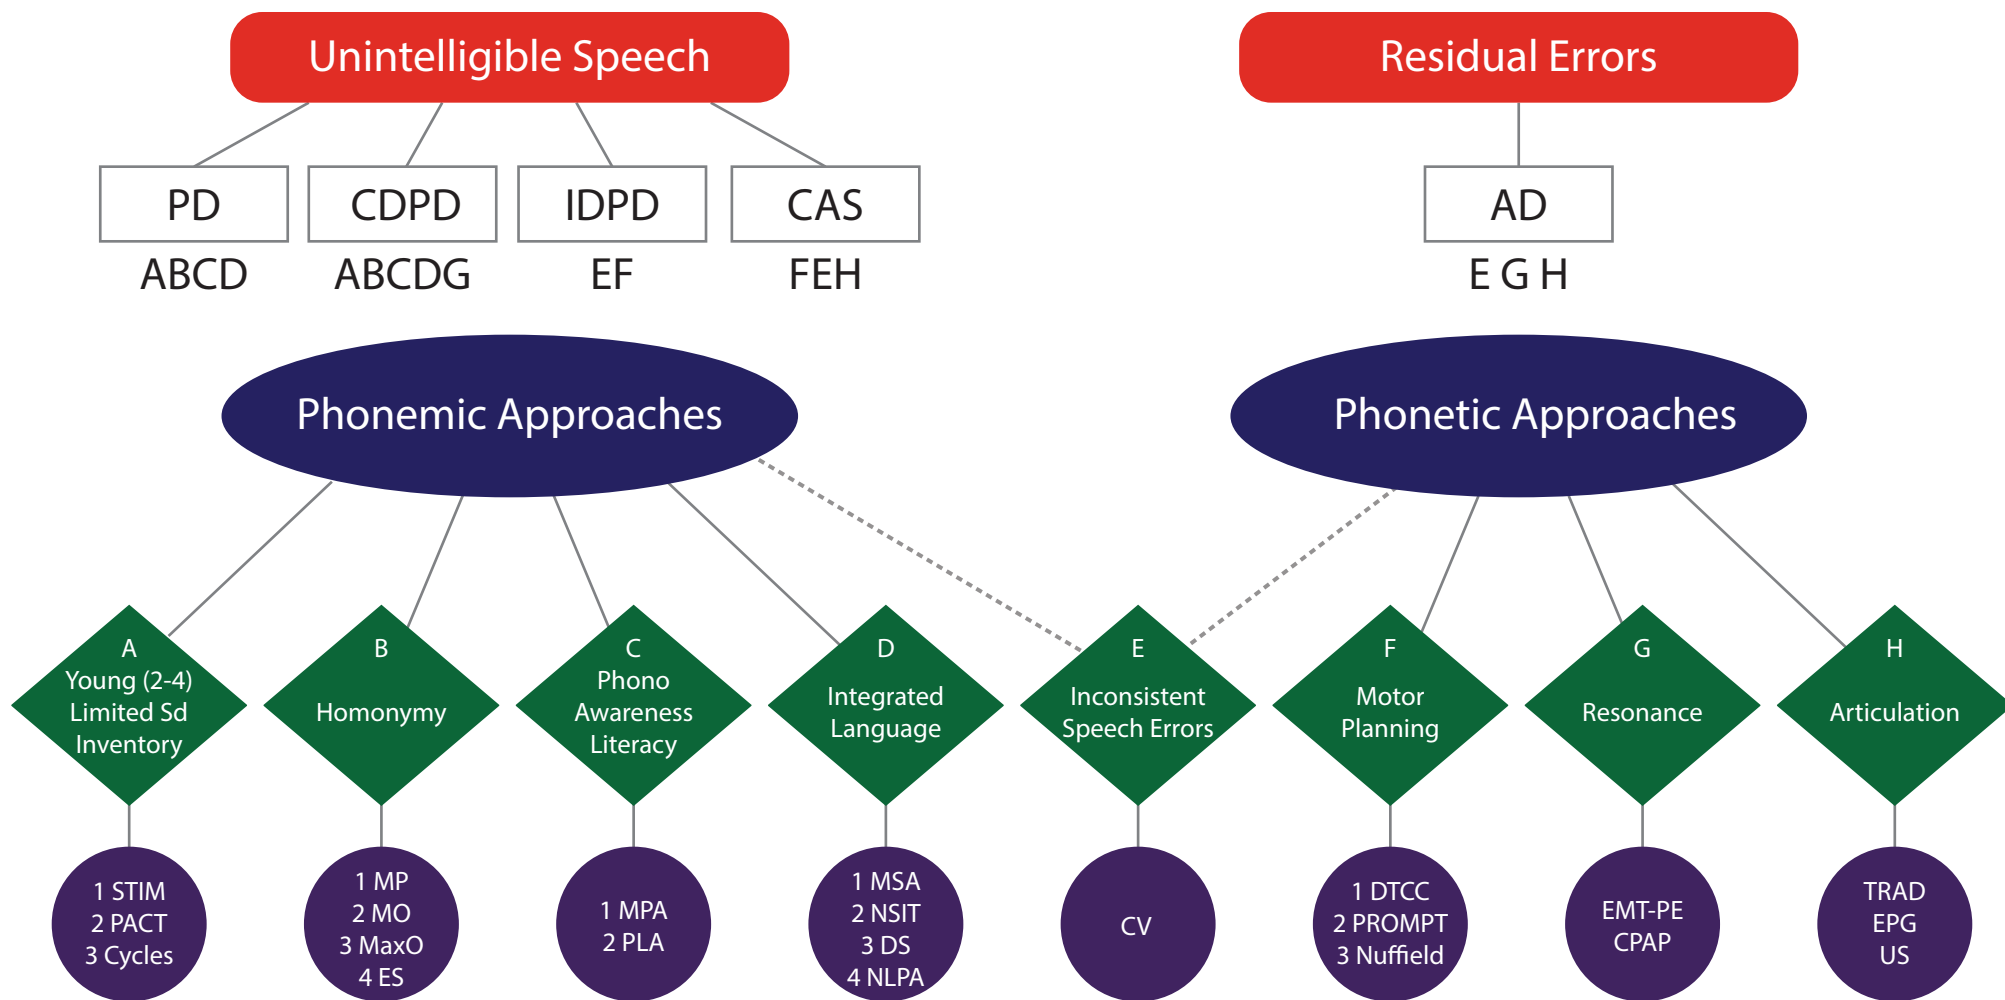 Unintelligible Speech
Residual Errors
PD
CDPD
IDPD
CAS
AD
ABCD
ABCDG
EF
FEH
E G H
Phonemic Approaches
Phonetic Approaches
A
Young (2-4)
Limited Sd
Inventory
B
Homonymy
C
Phono
Awareness
Literacy
D
Integrated
Language
E
Inconsistent
Speech Errors
F
Motor
Planning
G
Resonance
H
Articulation
1 STIM
2 PACT
3 Cycles
1 MP
2 MO
3 MaxO
4 ES
1 MPA
2 PLA
1 MSA
2 NSIT
3 DS
4 NLPA
CV
1 DTCC
2 PROMPT
3 Nuffield
EMT-PE
CPAP
TRAD
EPG
US